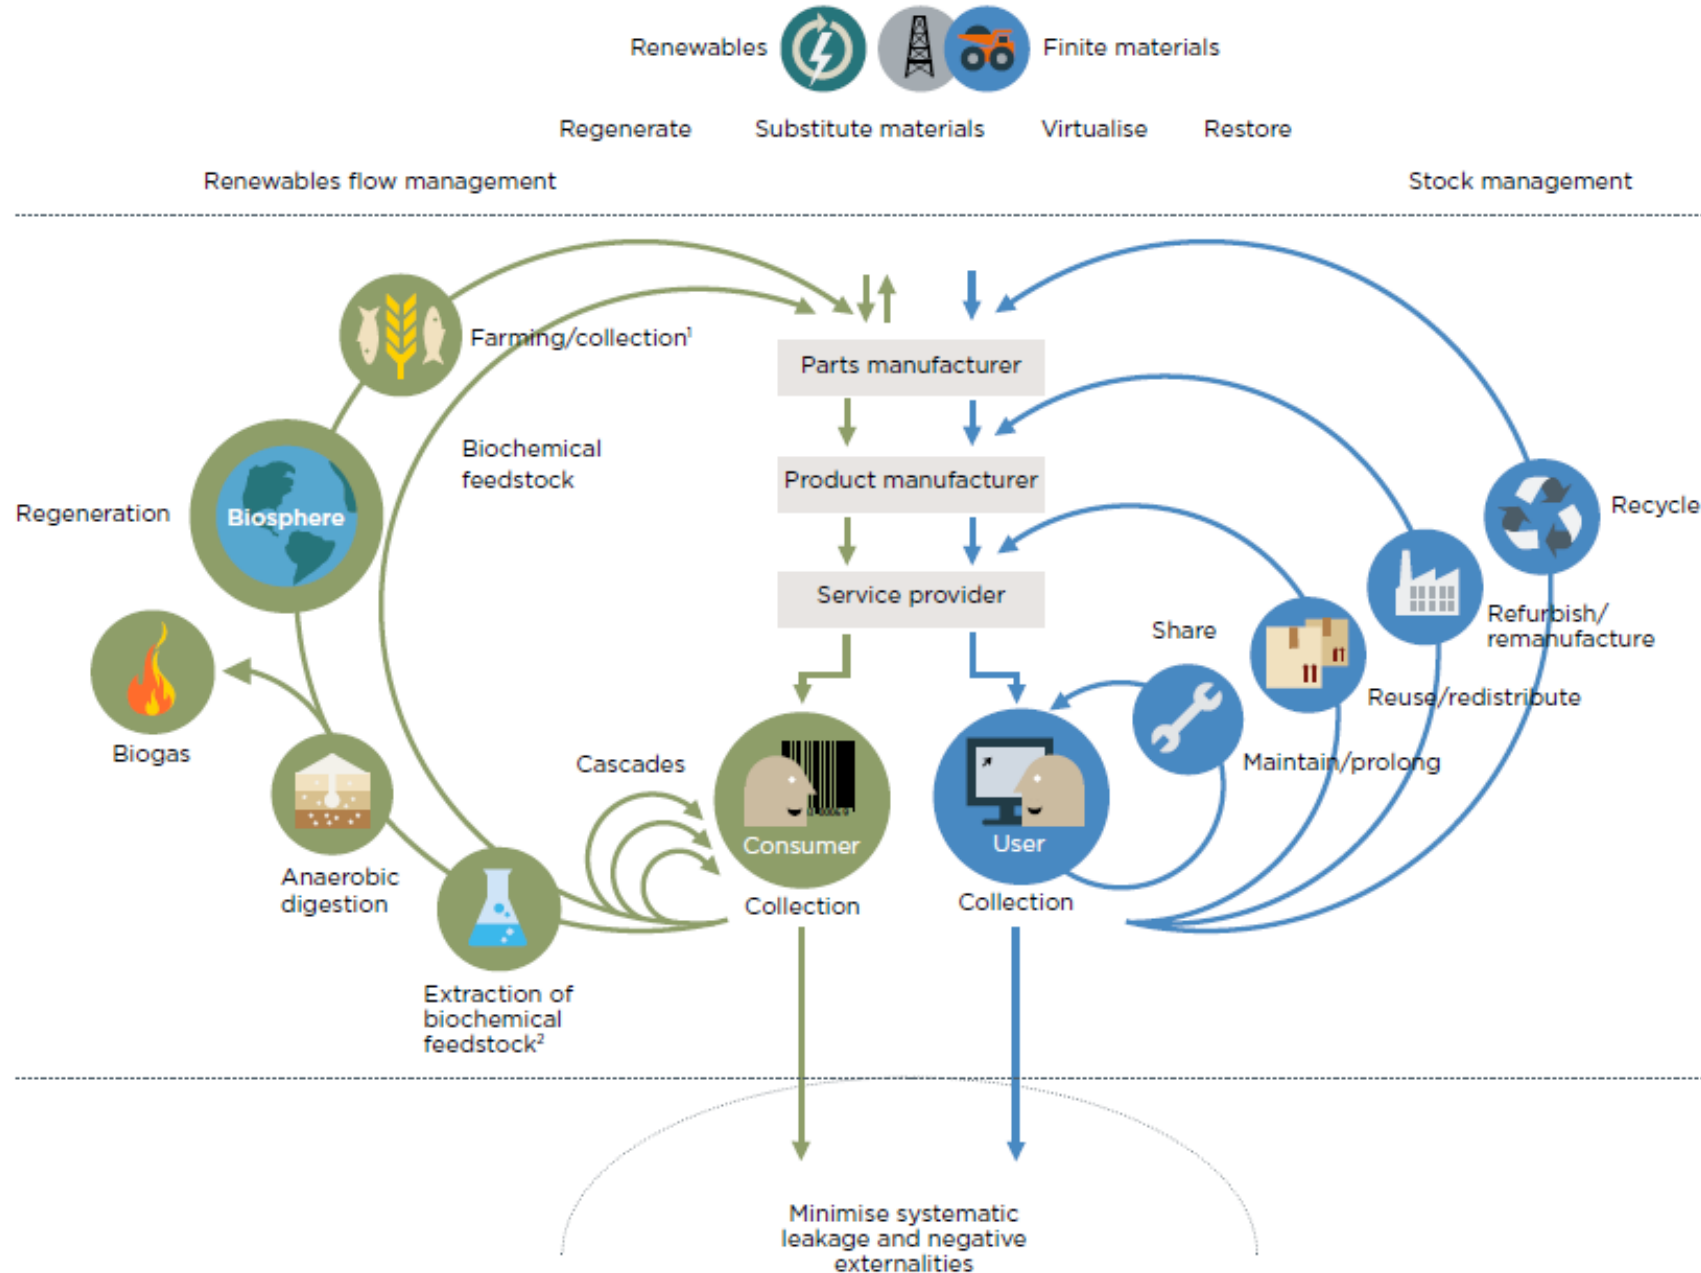 Renewables
Finite materials
Regenerate
Substitute materials
Virtualise
Restore
Renewables flow management
Stock management
Farming/collection¹
Parts manufacturer
Biochemical
feedstock
Product manufacturer
Regeneration
Biosphere
Recycle
Service provider
Share
Refurbish/
remanufacture
Reuse/redistribute
Biogas
Cascades
Maintain/prolong
Consumer
User
Anaerobic
digestion
Collection
Collection
Extraction of
biochemical
feedstock²
Minimise systematic
leakage and negative
externalities